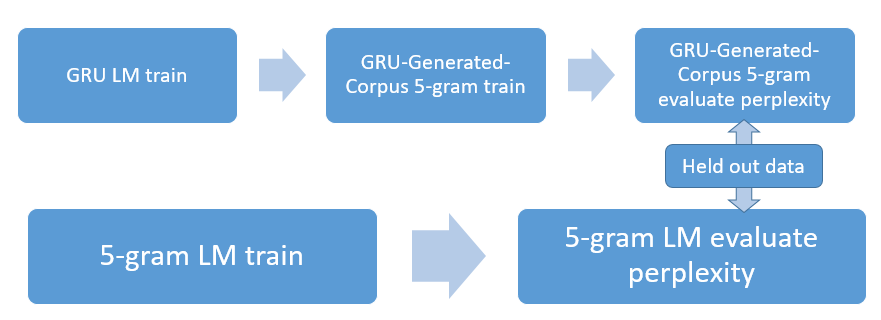 GRU LM train
GRU-Generated-
Corpus 5-gram train
GRU-Generated-
Corpus 5-gram
evaluate perplexity
Held out data
5-gram LM train
5-gram LM evaluate
perplexity